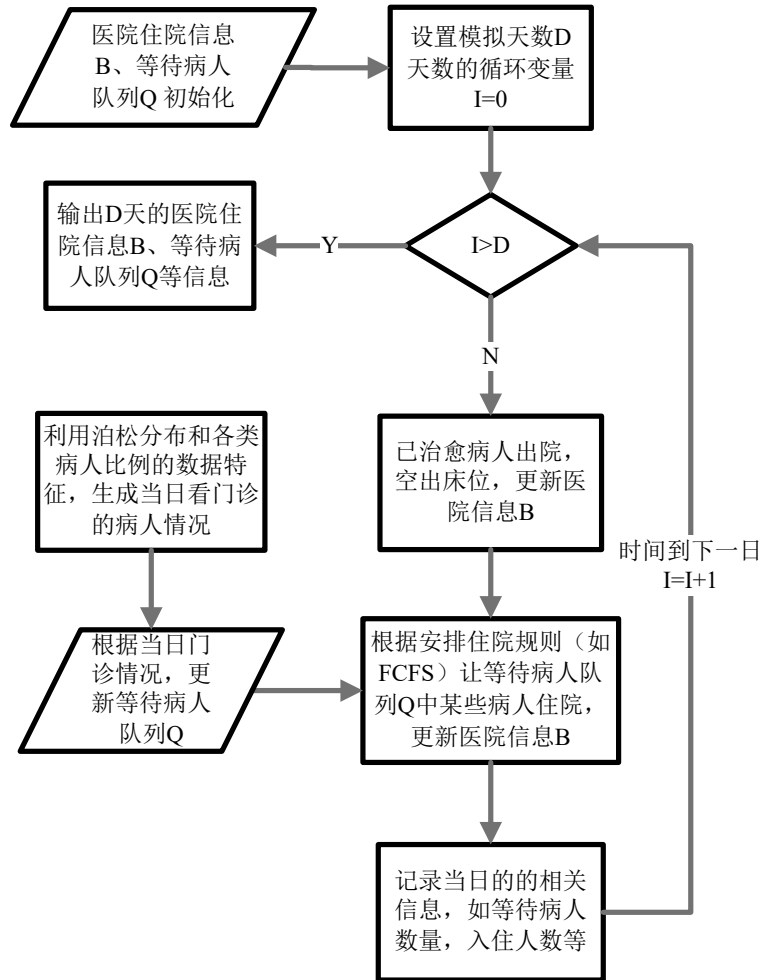 医院住院信息
B、等待病人
队列Q 初始化
设置模拟天数D
天数的循环变量
I=0
输出D天的医院住
院信息B、等待病
人队列Q等信息
Y
I>D
N
利用泊松分布和各类
病人比例的数据特
征，生成当日看门诊
的病人情况
已治愈病人出院，
空出床位，更新医
院信息B
时间到下一日
I=I+1
根据当日门
诊情况，更
新等待病人
队列Q
根据安排住院规则（如
FCFS）让等待病人队
列Q中某些病人住院，
更新医院信息B
记录当日的的相关
信息，如等待病人
数量，入住人数等